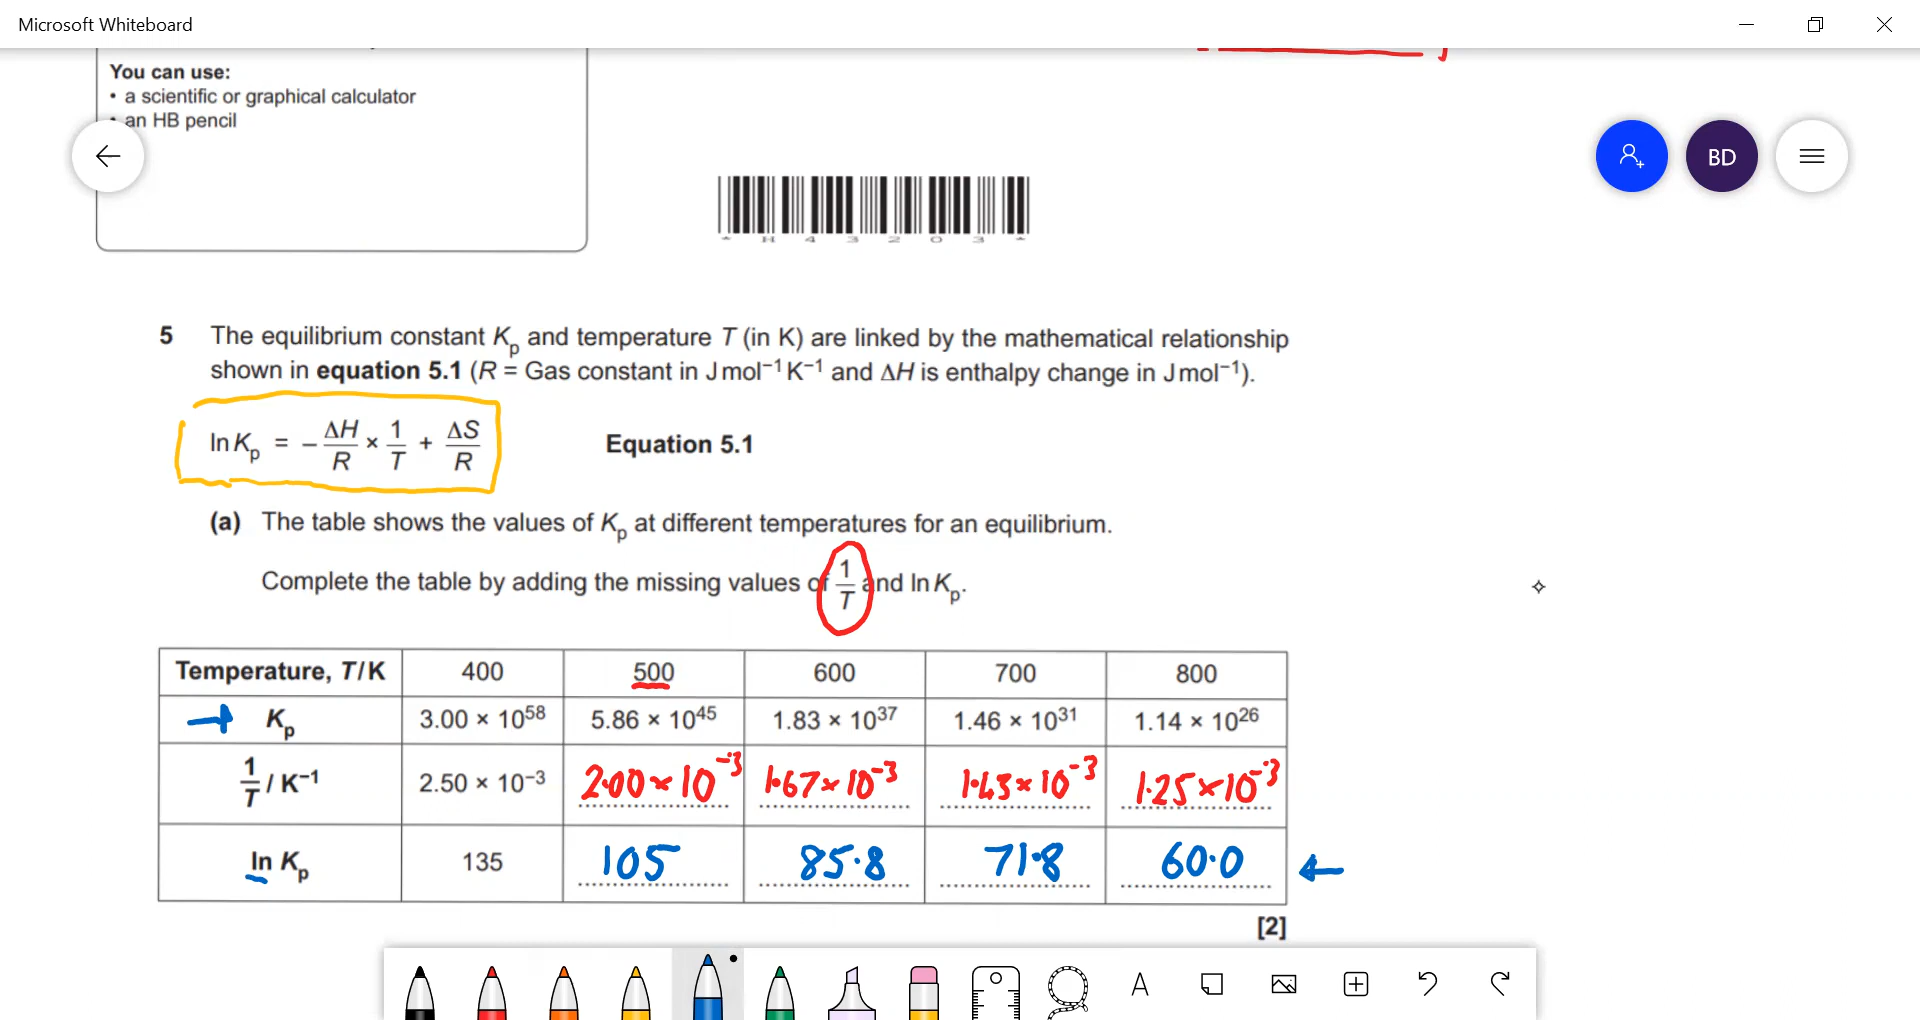 Microsoft Whiteboard
You can use:
• a scientific or graphical calculator
• an HB pencil
BD
* H 4 3 2 0 3 *
5 The equilibrium constant Kp and temperature T (in K) are linked by the mathematical relationship
shown in equation 5.1 (R = Gas constant in J mol⁻¹ K⁻¹ and ΔH is enthalpy change in J mol⁻¹).
ln Kp = − ΔH/R × 1/T + ΔS/R Equation 5.1
(a) The table shows the values of Kp at different temperatures for an equilibrium.
Complete the table by adding the missing values of 1/T and ln Kp.
Temperature, T/K 400 500 600 700 800
Kp 3.00 × 10⁵⁸ 5.86 × 10⁴⁵ 1.83 × 10³⁷ 1.46 × 10³¹ 1.14 × 10²⁶
1/T / K⁻¹ 2.50 × 10⁻³ 2.00 × 10⁻³ 1.67 × 10⁻³ 1.43 × 10⁻³ 1.25 × 10⁻³
ln Kp 135 105 85.8 71.8 60.0
[2]